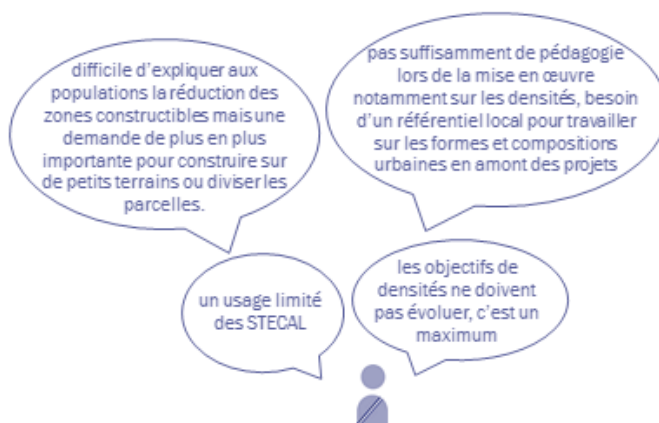 difficile d'expliquer aux
populations la réduction des
zones constructibles mais une
demande de plus en plus
importante pour construire sur
de petits terrains ou diviser les
parcelles.
pas suffisamment de pédagogie
lors de la mise en œuvre
notamment sur les densités, besoin
d'un référentiel local pour travailler
sur les formes et compositions
urbaines en amont des projets
un usage limité
des STECAL
les objectifs de
densités ne doivent
pas évoluer, c'est un
maximum